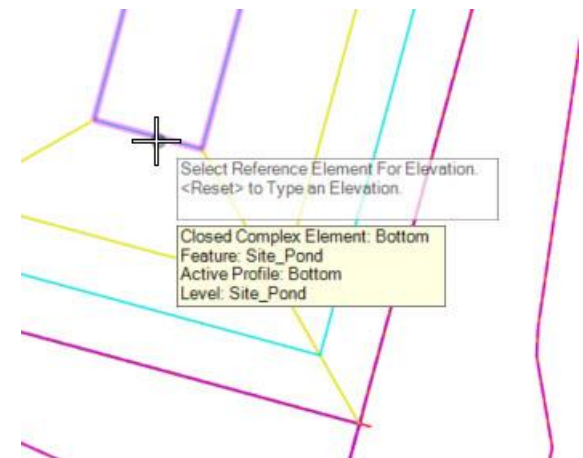 Select Reference Element For Elevation.
<Reset> to Type an Elevation.
Closed Complex Element: Bottom
Feature: Site_Pond
Active Profile: Bottom
Level: Site_Pond